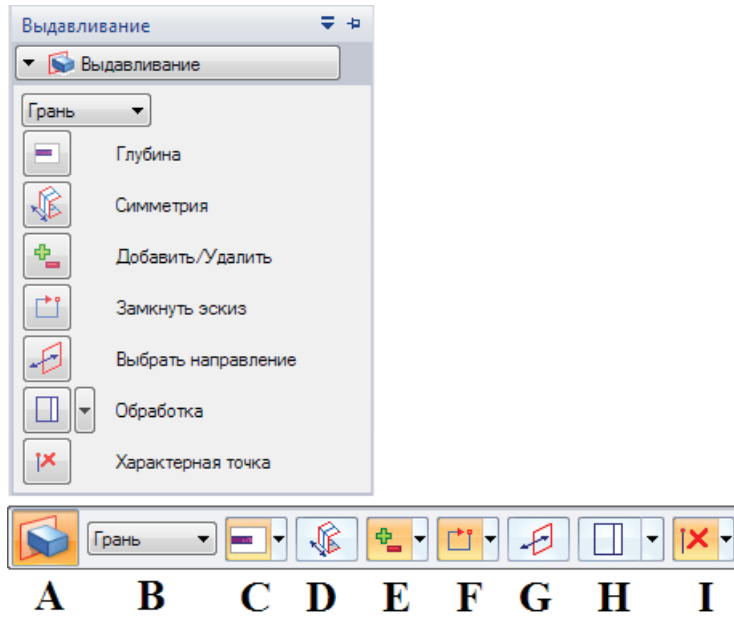 Выдавливание
Выдавливание
Грань
Глубина
Симметрия
Добавить/Удалить
Замкнуть эскиз
Выбрать направление
Обработка
Характерная точка
Грань
A B C D E F G H I